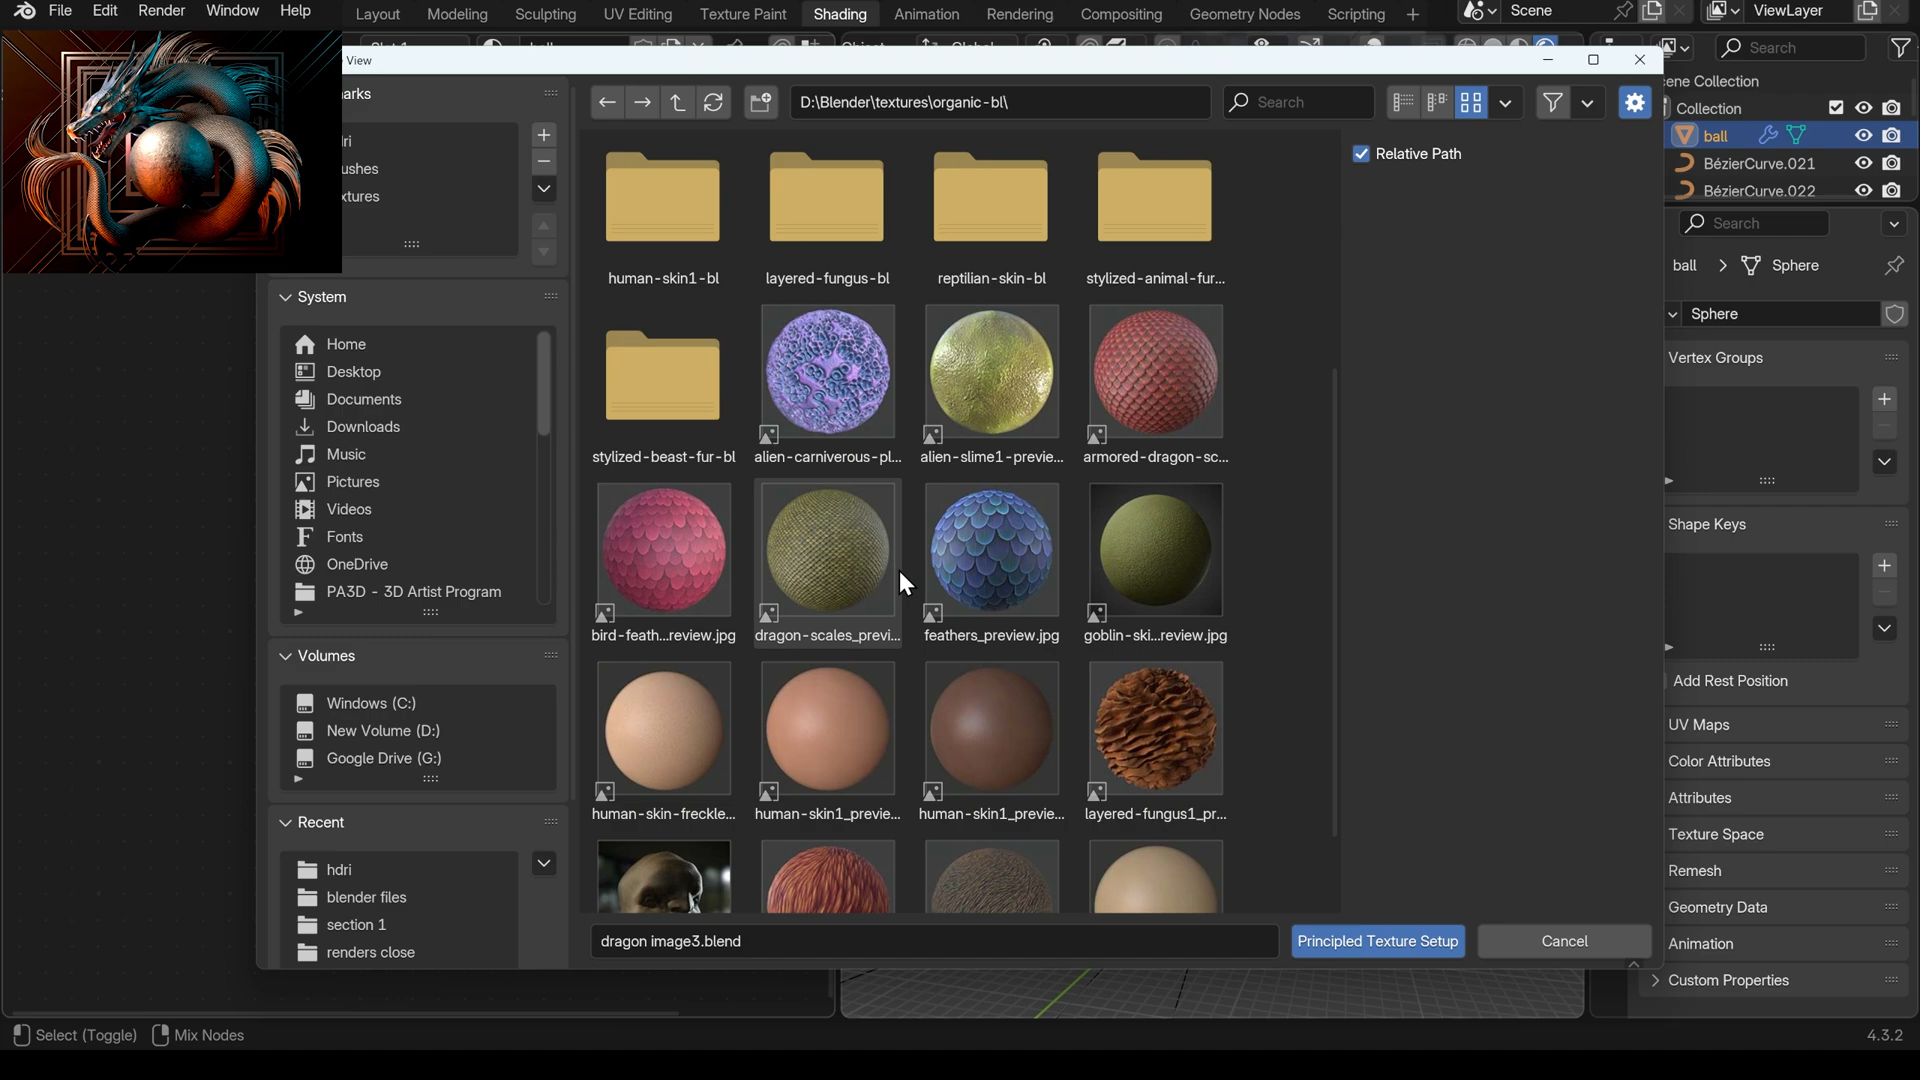 File Edit Render Window Help
Layout Modeling Sculpting UV Editing Texture Paint Shading Animation Rendering Compositing Geometry Nodes Scripting
Scene
ViewLayer
View
D:\Blender\textures\organic-bl\
Search
Relative Path
System
Home
Desktop
Documents
Downloads
Music
Pictures
Videos
Fonts
OneDrive
PA3D - 3D Artist Program
Volumes
Windows (C:)
New Volume (D:)
Google Drive (G:)
Recent
hdri
blender files
section 1
renders close
human-skin1-bl
layered-fungus-bl
reptilian-skin-bl
stylized-animal-fur...
stylized-beast-fur-bl
alien-carniverous-pl...
alien-slime1-previe...
armored-dragon-sc...
bird-feath...review.jpg
dragon-scales_previ...
feathers_preview.jpg
goblin-ski...review.jpg
human-skin-freckle...
human-skin1_previe...
human-skin1_previe...
layered-fungus1_pr...
dragon image3.blend
Principled Texture Setup
Cancel
Search
Collection
ball
BézierCurve.021
BézierCurve.022
Search
ball
Sphere
Sphere
Vertex Groups
Shape Keys
Add Rest Position
UV Maps
Color Attributes
Attributes
Texture Space
Remesh
Geometry Data
Animation
Custom Properties
Select (Toggle)
Mix Nodes
4.3.2